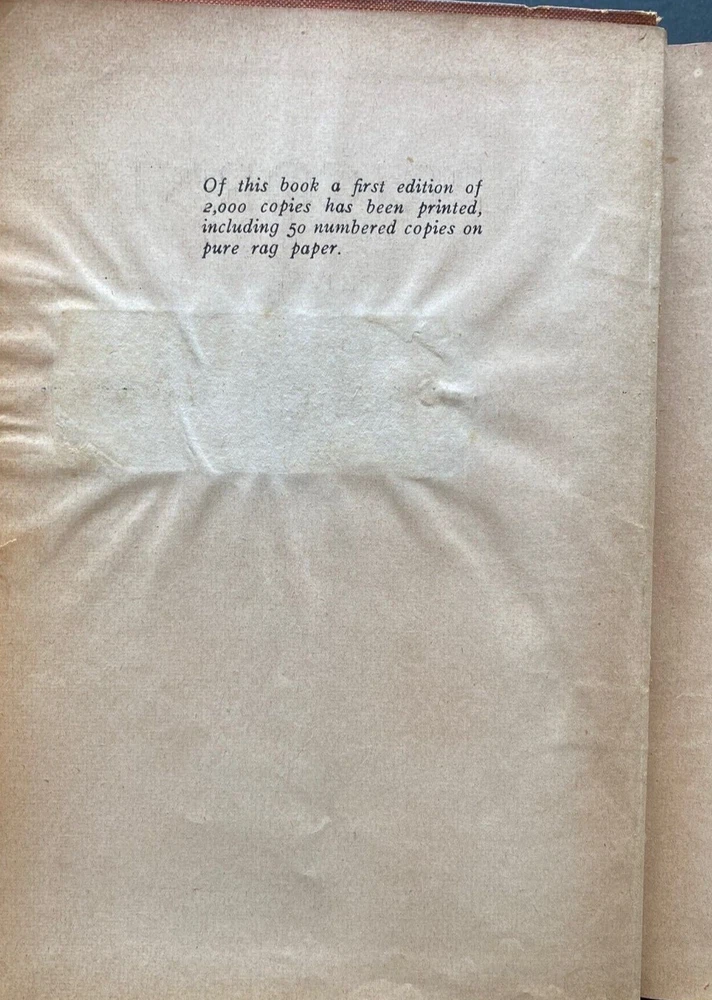 Of this book a first edition of
2,000 copies has been printed,
including 50 numbered copies on
pure rag paper.